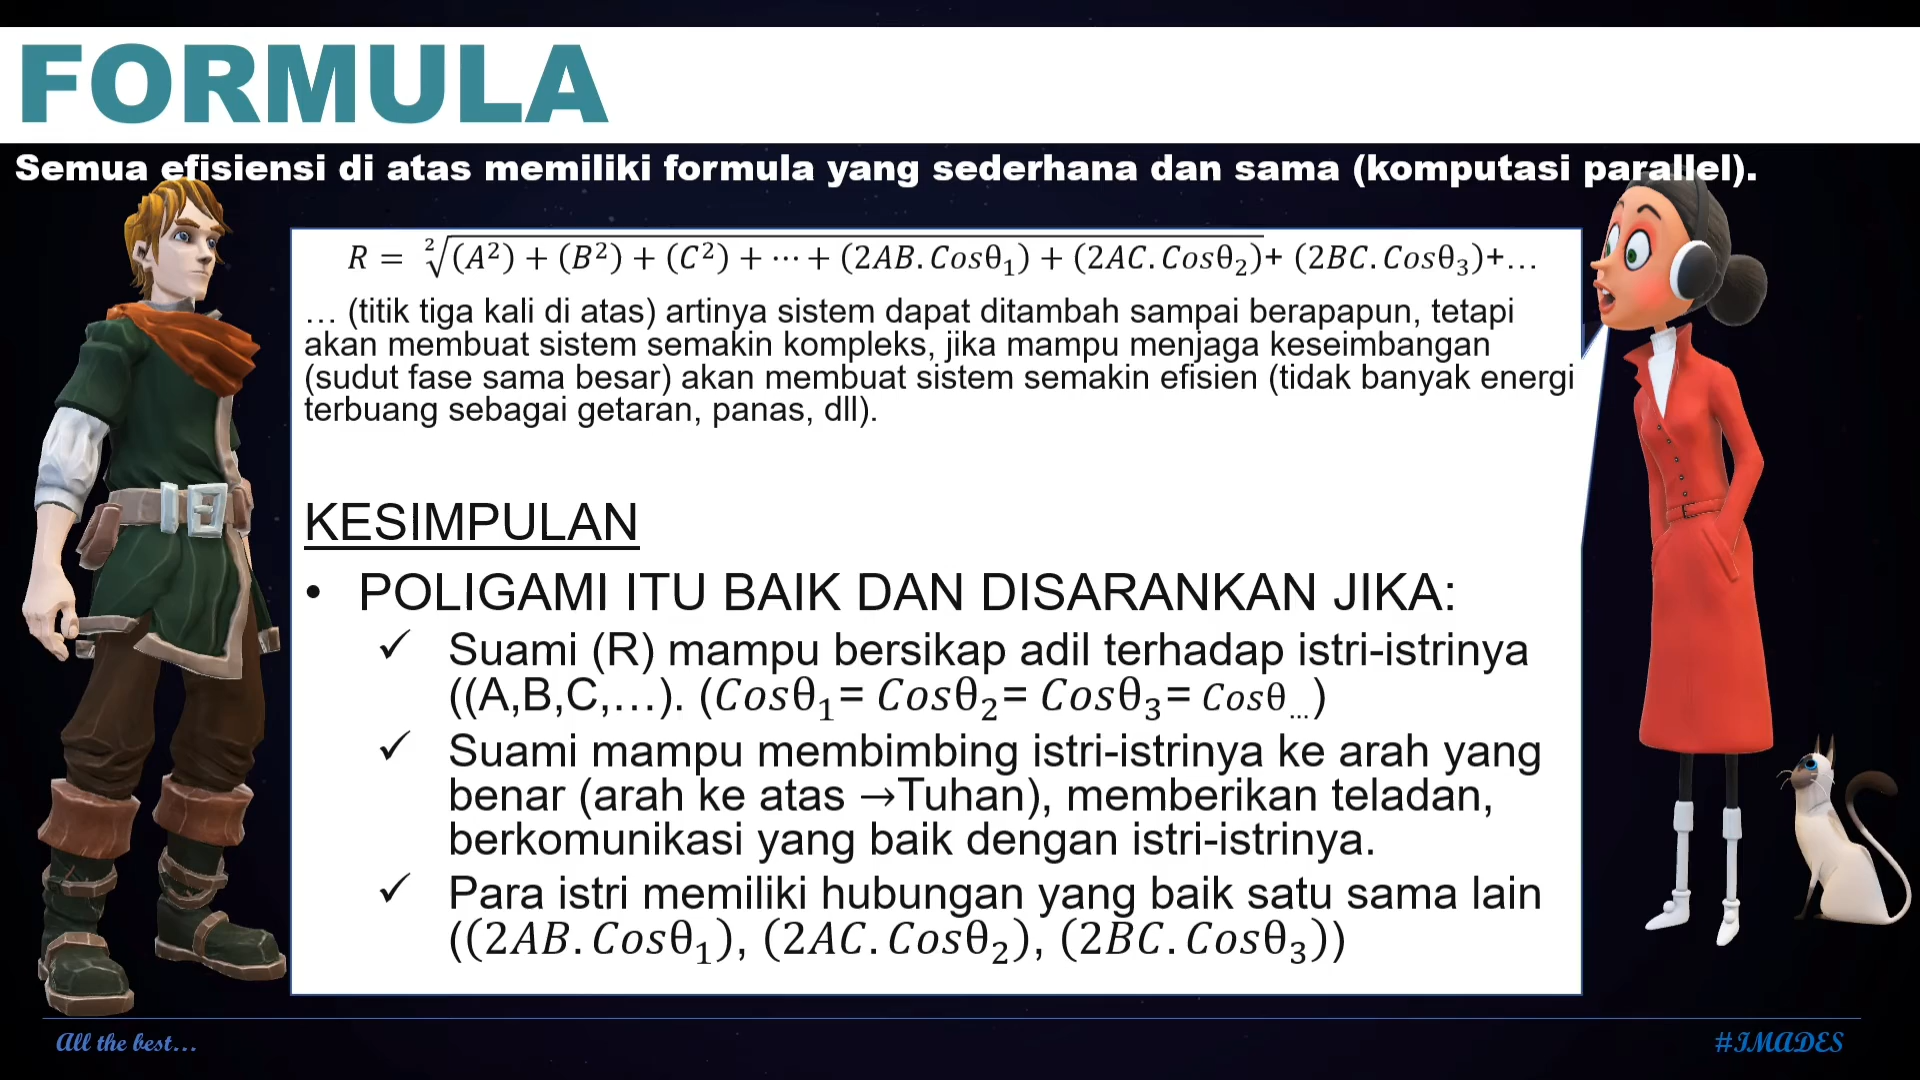 FORMULA
Semua efisiensi di atas memiliki formula yang sederhana dan sama (komputasi parallel).
R = ²√(A²) + (B²) + (C²) + ⋯ + (2AB.Cosθ₁) + (2AC.Cosθ₂)+ (2BC.Cosθ₃)+…
… (titik tiga kali di atas) artinya sistem dapat ditambah sampai berapapun, tetapi
akan membuat sistem semakin kompleks, jika mampu menjaga keseimbangan
(sudut fase sama besar) akan membuat sistem semakin efisien (tidak banyak energi
terbuang sebagai getaran, panas, dll).
KESIMPULAN
• POLIGAMI ITU BAIK DAN DISARANKAN JIKA:
✓ Suami (R) mampu bersikap adil terhadap istri-istrinya
((A,B,C,…). (Cosθ₁= Cosθ₂= Cosθ₃= Cosθ…)
✓ Suami mampu membimbing istri-istrinya ke arah yang
benar (arah ke atas →Tuhan), memberikan teladan,
berkomunikasi yang baik dengan istri-istrinya.
✓ Para istri memiliki hubungan yang baik satu sama lain
((2AB.Cosθ₁), (2AC.Cosθ₂), (2BC.Cosθ₃))
All the best…
#IMADES